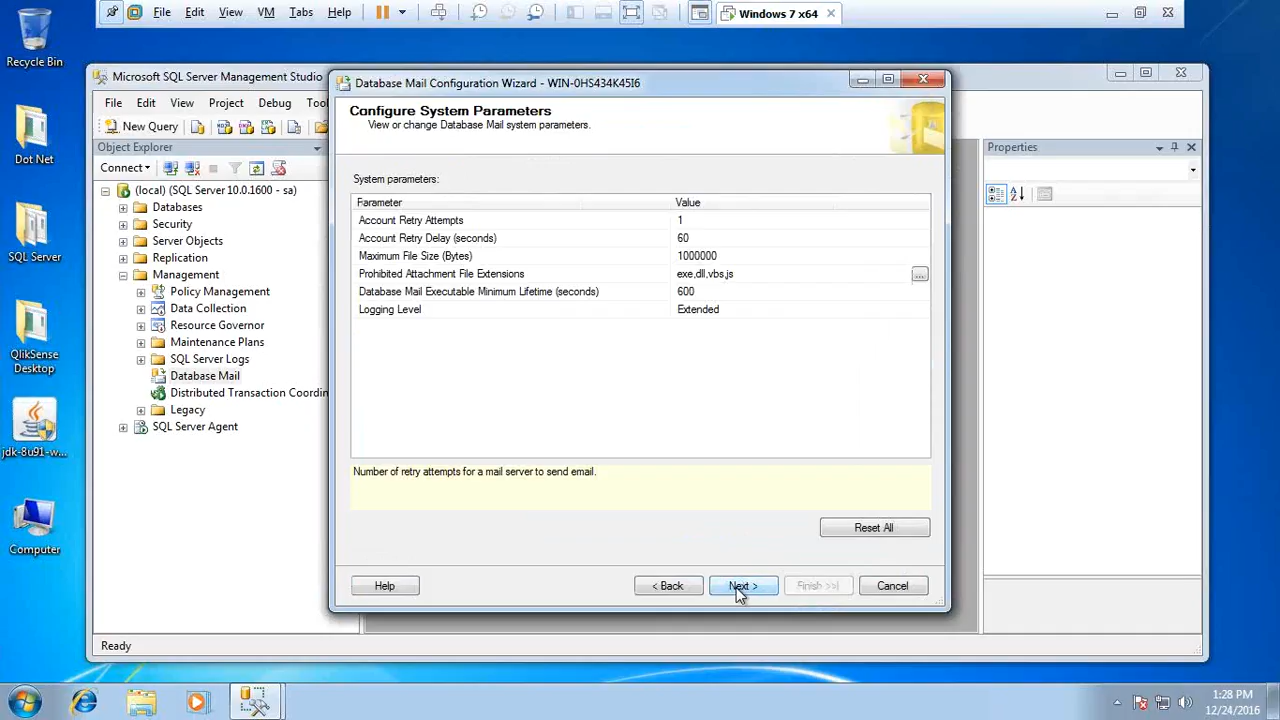 File Edit View VM Tabs Help
Windows 7 x64
Recycle Bin
Dot Net
SQL Server
QlikSense
Desktop
jdk-8u91-w...
Computer
Microsoft SQL Server Management Studio
File Edit View Project Debug
New Query
Object Explorer
Connect
(local) (SQL Server 10.0.1600 - sa)
Databases
Security
Server Objects
Replication
Management
Policy Management
Data Collection
Resource Governor
Maintenance Plans
SQL Server Logs
Database Mail
Distributed Transaction
Legacy
SQL Server Agent
Ready
Database Mail Configuration Wizard - WIN-0HS434K45I6
Configure System Parameters
View or change Database Mail system parameters.
System parameters:
Parameter Value
Account Retry Attempts 1
Account Retry Delay (seconds) 60
Maximum File Size (Bytes) 1000000
Prohibited Attachment File Extensions exe,dll,vbs,js ...
Database Mail Executable Minimum Lifetime (seconds) 600
Logging Level Extended
Number of retry attempts for a mail server to send email.
Reset All
Help < Back Next > Finish >>| Cancel
Properties
1:28 PM
12/24/2016